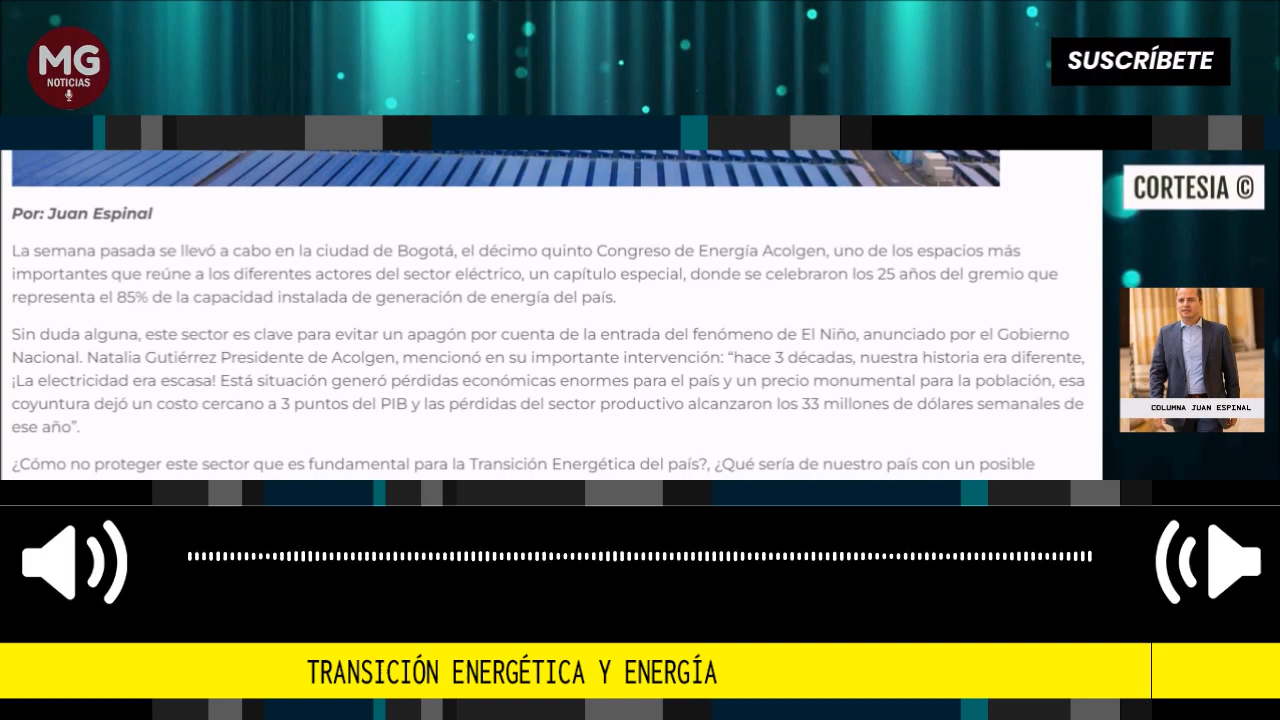 MG
NOTICIAS
SUSCRÍBETE
CORTESIA ©
Por: Juan Espinal
La semana pasada se llevó a cabo en la ciudad de Bogotá, el décimo quinto Congreso de Energía Acolgen, uno de los espacios más
importantes que reúne a los diferentes actores del sector eléctrico, un capítulo especial, donde se celebraron los 25 años del gremio que
representa el 85% de la capacidad instalada de generación de energía del país.
Sin duda alguna, este sector es clave para evitar un apagón por cuenta de la entrada del fenómeno de El Niño, anunciado por el Gobierno
Nacional. Natalia Gutiérrez Presidente de Acolgen, mencionó en su importante intervención: “hace 3 décadas, nuestra historia era diferente,
¡La electricidad era escasa! Está situación generó pérdidas económicas enormes para el país y un precio monumental para la población, esa
coyuntura dejó un costo cercano a 3 puntos del PIB y las pérdidas del sector productivo alcanzaron los 33 millones de dólares semanales de
ese año”.
¿Cómo no proteger este sector que es fundamental para la Transición Energética del país?, ¿Qué sería de nuestro país con un posible
COLUMNA JUAN ESPINAL
TRANSICIÓN ENERGÉTICA Y ENERGÍA